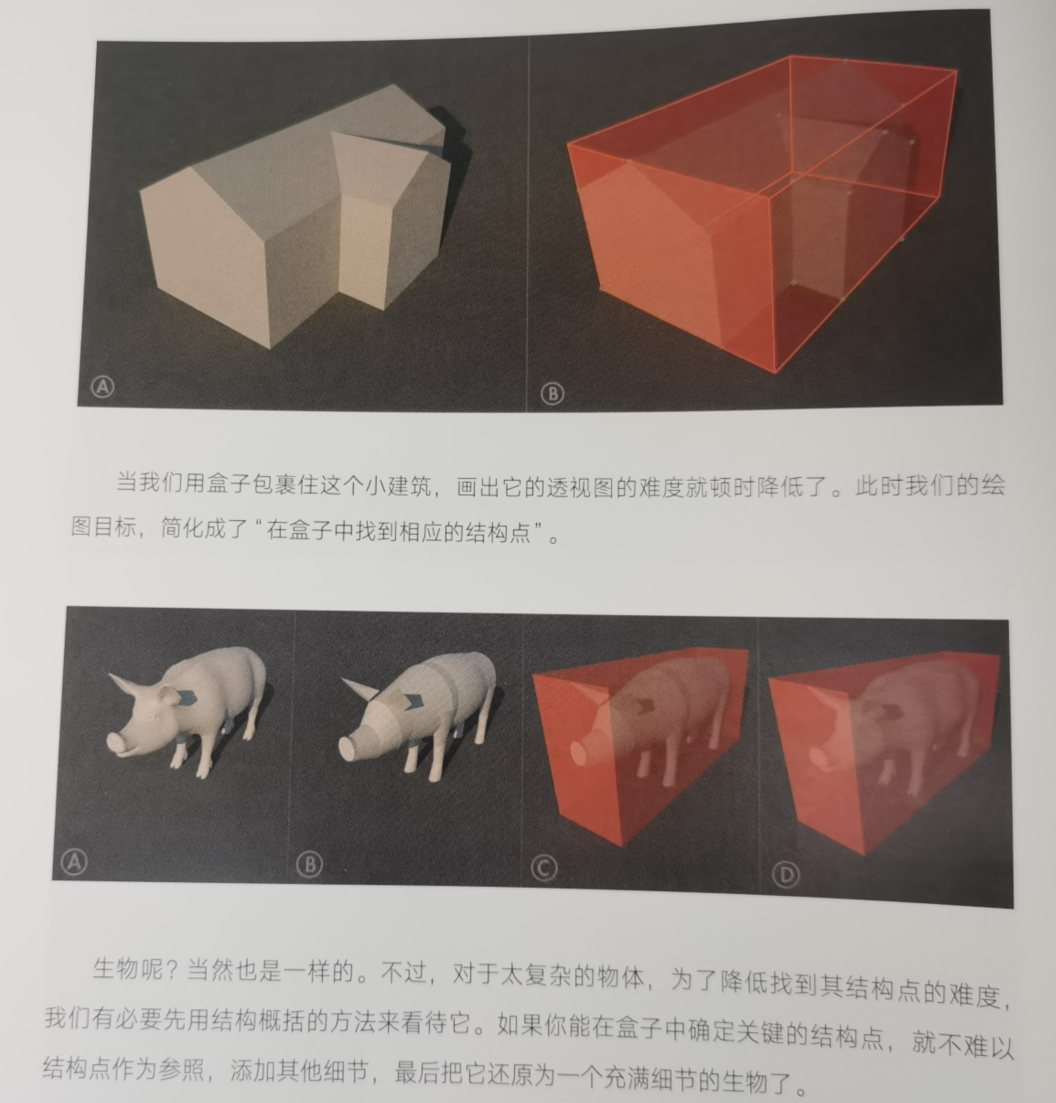 Ⓐ
Ⓑ
当我们用盒子包裹住这个小建筑，画出它的透视图的难度就顿时降低了。此时我们的绘
图目标，简化成了“在盒子中找到相应的结构点”。
Ⓐ
Ⓑ
Ⓒ
Ⓓ
生物呢？当然也是一样的。不过，对于太复杂的物体，为了降低找到其结构点的难度，
我们有必要先用结构概括的方法来看待它。如果你能在盒子中确定关键的结构点，就不难以
结构点作为参照，添加其他细节，最后把它还原为一个充满细节的生物了。